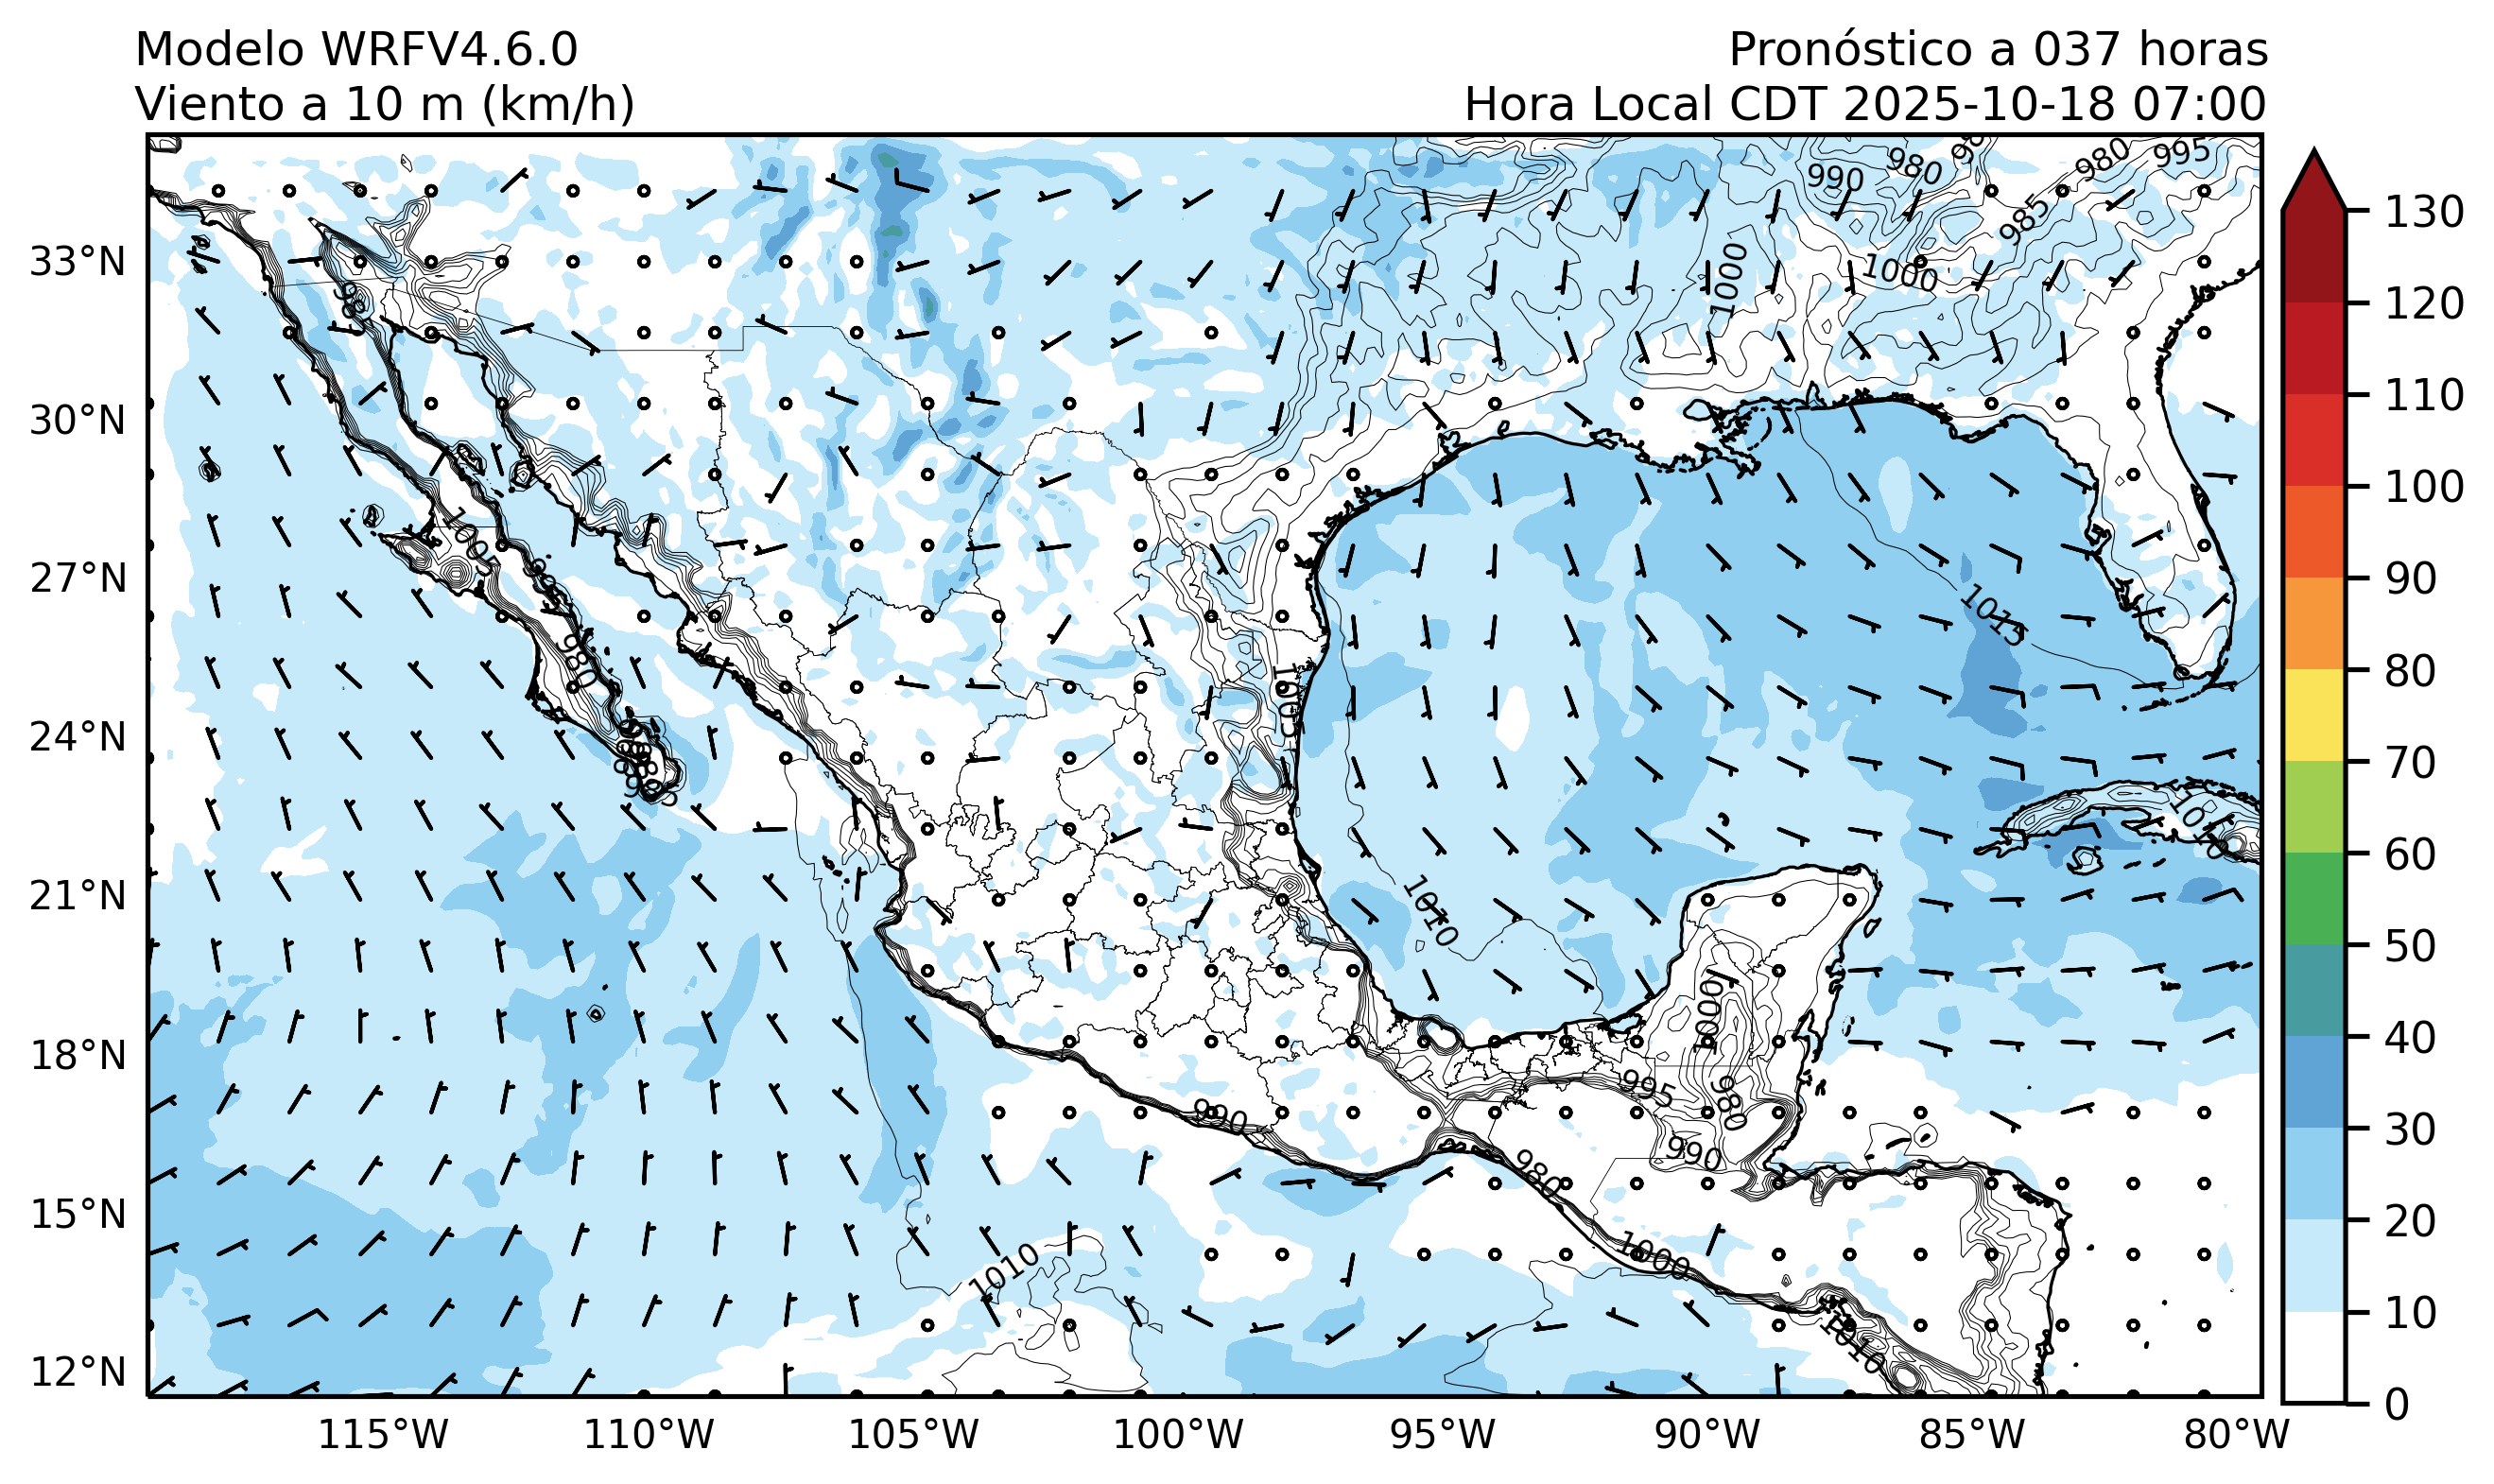 Modelo WRFV4.6.0
Pronóstico a 037 horas
Viento a 10 m (km/h)
Hora Local CDT 2025-10-18 07:00
33°N
30°N
27°N
24°N
21°N
18°N
15°N
12°N
115°W
110°W
105°W
100°W
95°W
90°W
85°W
80°W
130
120
110
100
90
80
70
60
50
40
30
20
10
0
990
980
980
995
985
1000
1000
1005
980
1005
1015
1010
1010
1000
980
995
990
990
980
1000
1010
1010